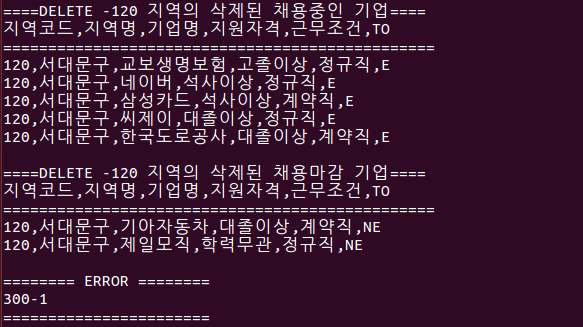 ====DELETE -120 지역의 삭제된 채용중인 기업====
지역코드,지역명,기업명,지원자격,근무조건,TO
================================================
120,서대문구,교보생명보험,고졸이상,정규직,E
120,서대문구,네이버,석사이상,정규직,E
120,서대문구,삼성카드,석사이상,계약직,E
120,서대문구,씨제이,대졸이상,정규직,E
120,서대문구,한국도로공사,대졸이상,계약직,E
====DELETE -120 지역의 삭제된 채용마감 기업====
지역코드,지역명,기업명,지원자격,근무조건,TO
================================================
120,서대문구,기아자동차,대졸이상,계약직,NE
120,서대문구,제일모직,학력무관,정규직,NE
======== ERROR ========
300-1
=======================